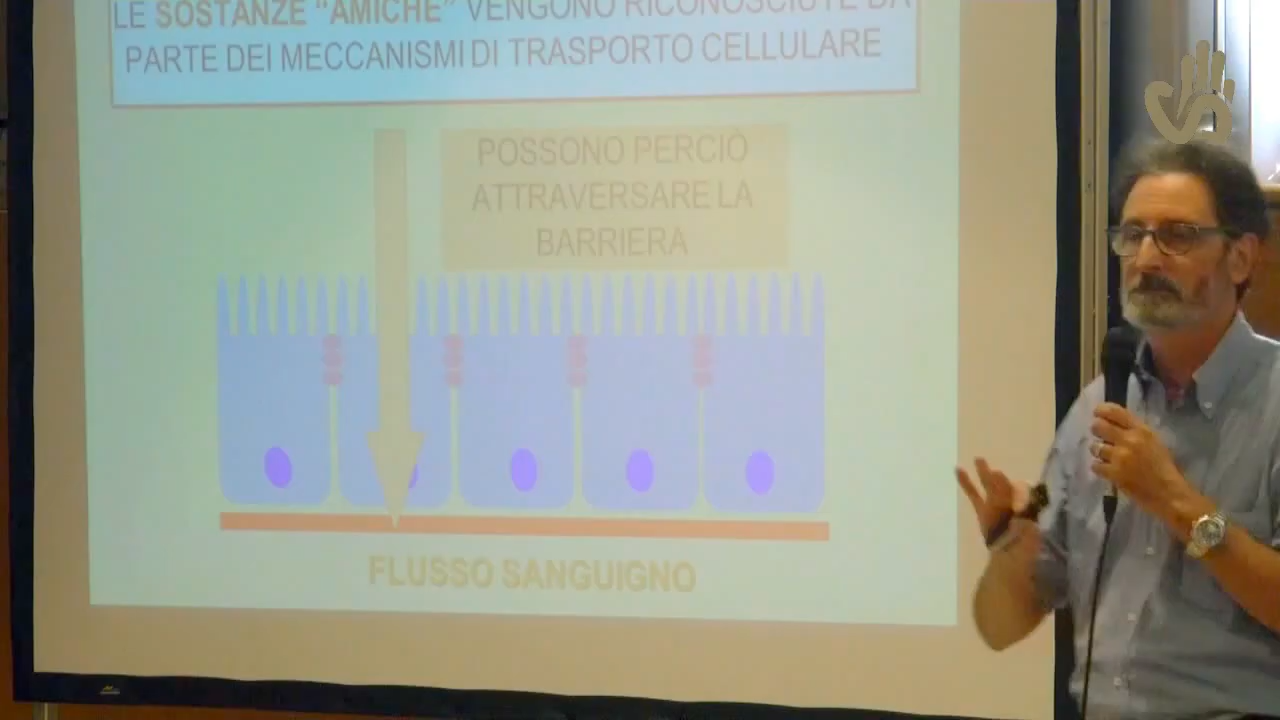 LE SOSTANZE “AMICHE” VENGONO RICONOSCIUTE DA
PARTE DEI MECCANISMI DI TRASPORTO CELLULARE
POSSONO PERCIÒ
ATTRAVERSARE LA
BARRIERA
FLUSSO SANGUIGNO